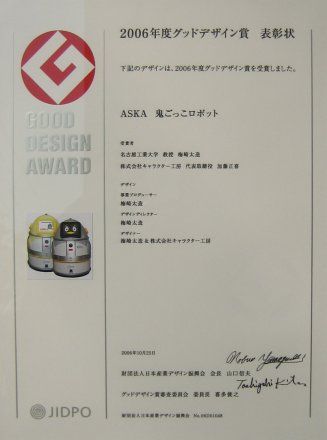 2006年度グッドデザイン賞 表彰状
下記のデザインは、2006年度グッドデザイン賞を受賞しました。
GOOD
DESIGN
AWARD
ASKA 鬼ごっこロボット
受賞者
名古屋工業大学 教授 梅崎太造
株式会社キャラクター工房 代表取締役 加藤正喜
デザイン
事業プロデューサー
梅崎太造
デザインディレクター
梅崎太造
デザイナー
梅崎太造&株式会社キャラクター工房
2006年10月25日
財団法人日本産業デザイン振興会 会長 山口信夫
グッドデザイン賞審査委員会 委員長 喜多俊之
財団法人日本産業デザイン振興会
JIDPO